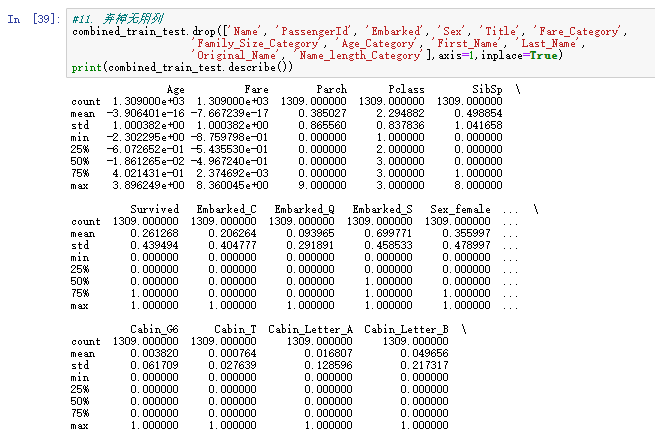 In [39]: #11. 弃掉无用列
combined_train_test.drop(['Name', 'PassengerId', 'Embarked', 'Sex', 'Title', 'Fare_Category',
'Family_Size_Category', 'Age_Category', 'First_Name', 'Last_Name',
'Original_Name', 'Name_length_Category'],axis=1,inplace=True)
print(combined_train_test.describe())
Age Fare Parch Pclass SibSp \
count 1.309000e+03 1.309000e+03 1309.000000 1309.000000 1309.000000
mean -3.906401e-16 -7.667239e-17 0.385027 2.294882 0.498854
std 1.000382e+00 1.000382e+00 0.865560 0.837836 1.041658
min -2.302295e+00 -8.759798e-01 0.000000 1.000000 0.000000
25% -6.072652e-01 -5.435530e-01 0.000000 2.000000 0.000000
50% -1.861265e-02 -4.967240e-01 0.000000 3.000000 0.000000
75% 4.021431e-01 2.374692e-03 0.000000 3.000000 1.000000
max 3.896249e+00 8.360045e+00 9.000000 3.000000 8.000000
Survived Embarked_C Embarked_Q Embarked_S Sex_female ... \
count 1309.000000 1309.000000 1309.000000 1309.000000 1309.000000 ...
mean 0.261268 0.206264 0.093965 0.699771 0.355997 ...
std 0.439494 0.404777 0.291891 0.458533 0.478997 ...
min 0.000000 0.000000 0.000000 0.000000 0.000000 ...
25% 0.000000 0.000000 0.000000 0.000000 0.000000 ...
50% 0.000000 0.000000 0.000000 1.000000 0.000000 ...
75% 1.000000 0.000000 0.000000 1.000000 1.000000 ...
max 1.000000 1.000000 1.000000 1.000000 1.000000 ...
Cabin_G6 Cabin_T Cabin_Letter_A Cabin_Letter_B \
count 1309.000000 1309.000000 1309.000000 1309.000000
mean 0.003820 0.000764 0.016807 0.049656
std 0.061709 0.027639 0.128596 0.217317
min 0.000000 0.000000 0.000000 0.000000
25% 0.000000 0.000000 0.000000 0.000000
50% 0.000000 0.000000 0.000000 0.000000
75% 0.000000 0.000000 0.000000 0.000000
max 1.000000 1.000000 1.000000 1.000000